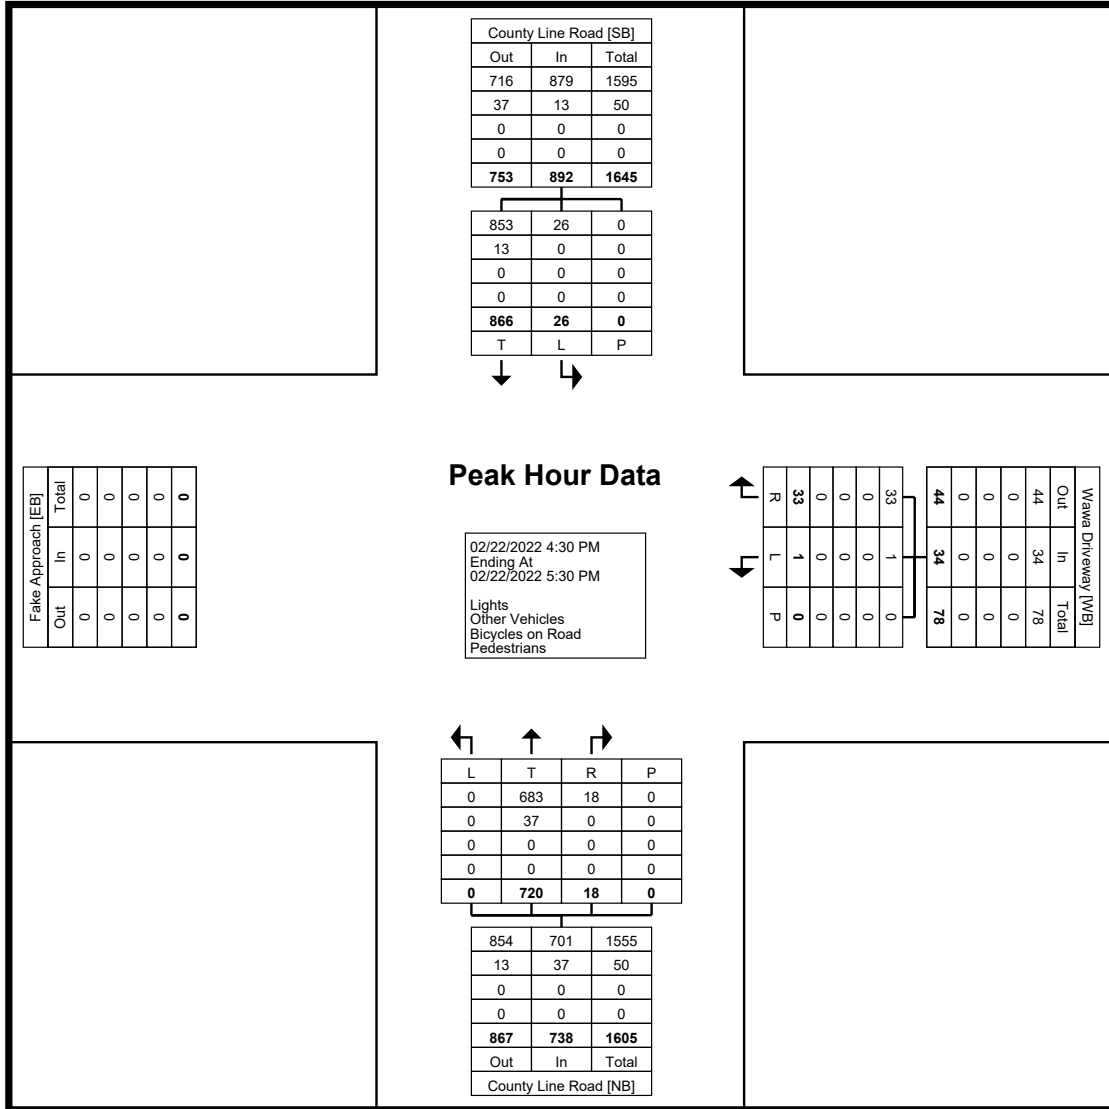 County Line Road [SB]
Out In Total
716 879 1595
37 13 50
0 0 0
0 0 0
753 892 1645
853 26 0
13 0 0
0 0 0
0 0 0
866 26 0
T L P
Fake Approach [EB]
Total In Out
0 0 0
0 0 0
0 0 0
0 0 0
0 0 0
Peak Hour Data
02/22/2022 4:30 PM
Ending At
02/22/2022 5:30 PM
Lights
Other Vehicles
Bicycles on Road
Pedestrians
Wawa Driveway [WB]
Out In Total
44 34 78
0 0 0
0 0 0
0 0 0
44 34 78
33 1 0
0 0 0
0 0 0
0 0 0
33 1 0
R L P
L T R P
0 683 18 0
0 37 0 0
0 0 0 0
0 0 0 0
0 720 18 0
854 701 1555
13 37 50
0 0 0
0 0 0
867 738 1605
Out In Total
County Line Road [NB]